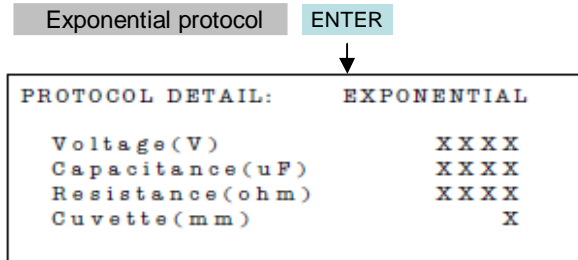 Exponential protocol ENTER
PROTOCOL DETAIL: EXPONENTIAL
Voltage(V) XXXX
Capacitance(uF) XXXX
Resistance(ohm) XXXX
Cuvette(mm) X